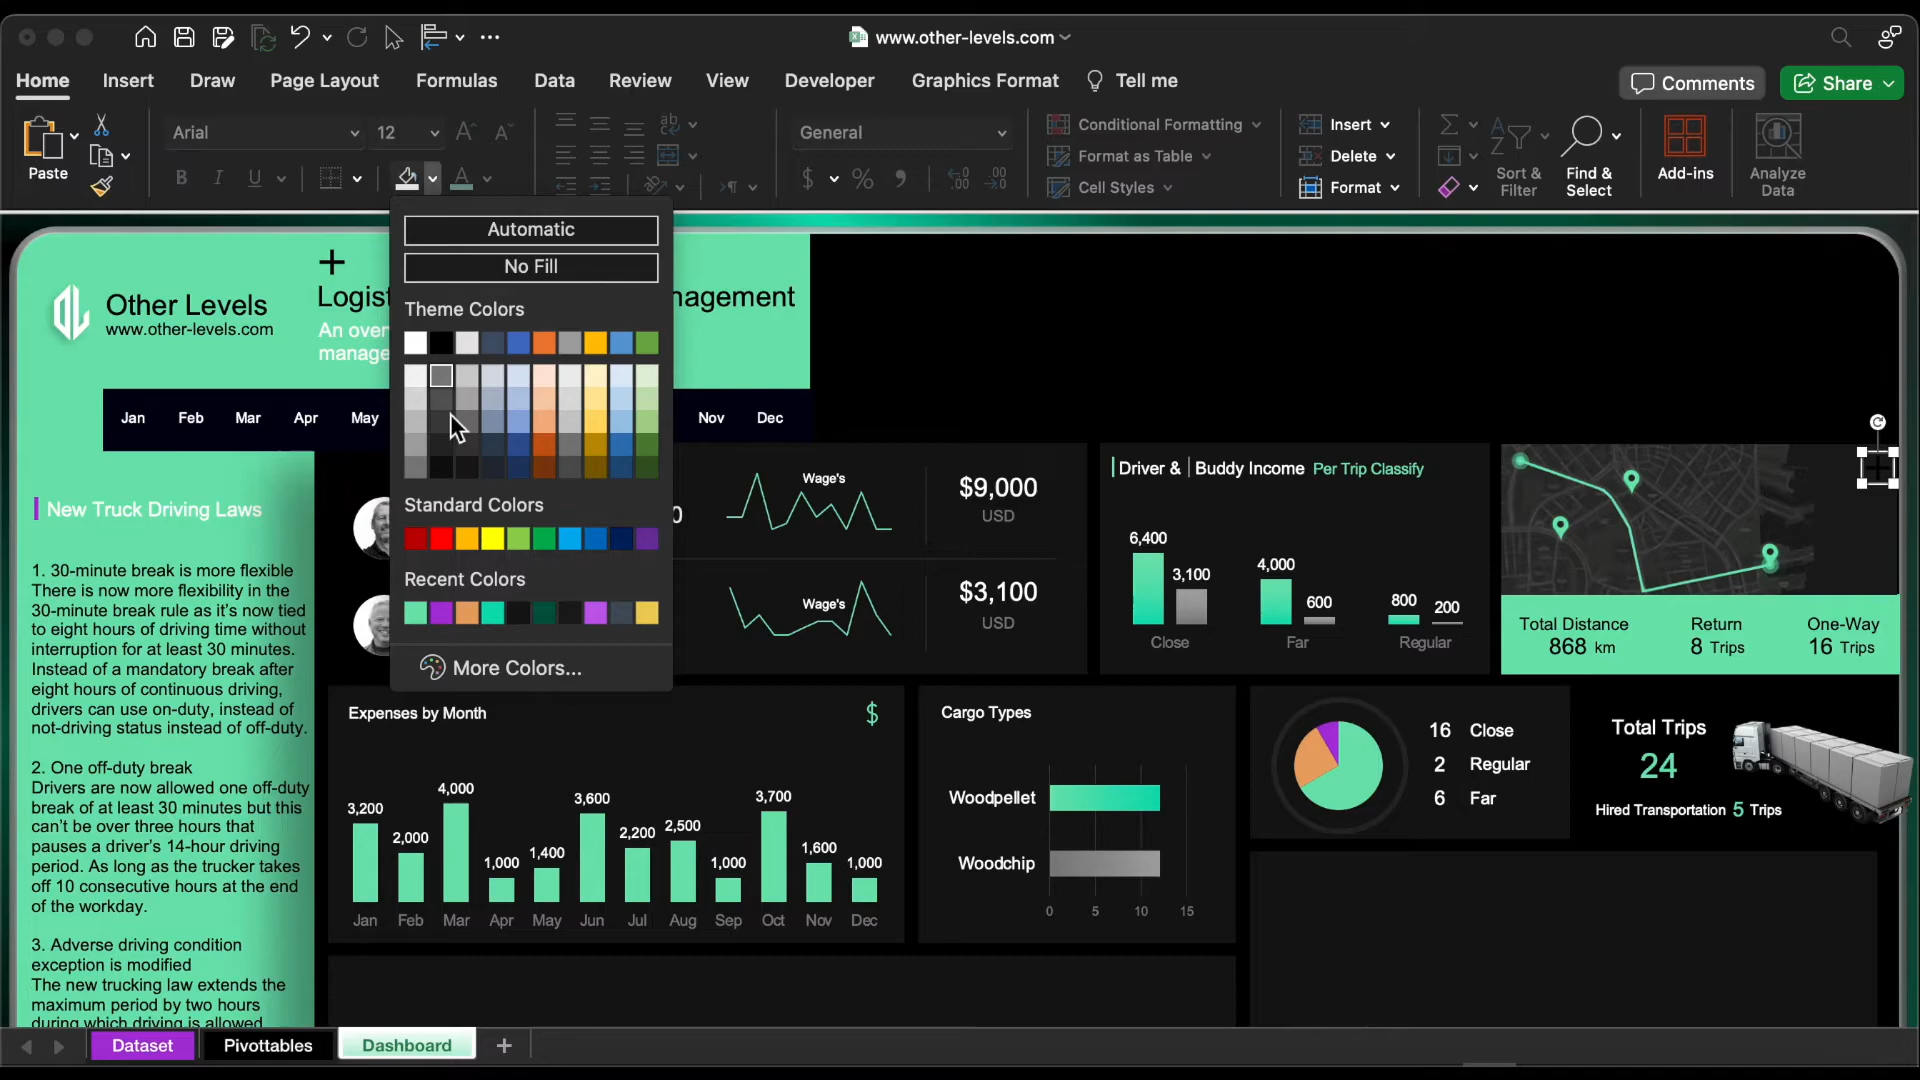 www.other-levels.com
Home Insert Draw Page Layout Formulas Data Review View Developer Graphics Format Tell me
Comments Share
Paste
Arial 12
B I U
A
ab
General
$ %
Conditional Formatting
Format as Table
Cell Styles
Insert
Delete
Format
Sort & Filter
Find & Select
Add-ins
Analyze Data
Automatic
No Fill
Theme Colors
Standard Colors
Recent Colors
More Colors...
Other Levels
www.other-levels.com
Logist
nagement
An over
manage
Jan Feb Mar Apr May Nov Dec
New Truck Driving Laws
1. 30-minute break is more flexible
There is now more flexibility in the
30-minute break rule as it's now tied
to eight hours of driving time without
interruption for at least 30 minutes.
Instead of a mandatory break after
eight hours of continuous driving,
drivers can use on-duty, instead of
not-driving status instead of off-duty.
2. One off-duty break
Drivers are now allowed one off-duty
break of at least 30 minutes but this
can't be over three hours that
pauses a driver's 14-hour driving
period. As long as the trucker takes
off 10 consecutive hours at the end
of the workday.
3. Adverse driving condition
exception is modified
The new trucking law extends the
maximum period by two hours
during which driving is allowed
0
Wage's
$9,000
USD
Wage's
$3,100
USD
Driver & Buddy Income Per Trip Classify
6,400 3,100 4,000 600 800 200
Close Far Regular
Total Distance Return One-Way
868 km 8 Trips 16 Trips
Expenses by Month $
3,200 2,000 4,000 1,000 1,400 3,600 2,200 2,500 1,000 3,700 1,600 1,000
Jan Feb Mar Apr May Jun Jul Aug Sep Oct Nov Dec
Cargo Types
Woodpellet
Woodchip
0 5 10 15
16 Close
2 Regular
6 Far
Total Trips
24
Hired Transportation 5 Trips
Dataset Pivottables Dashboard